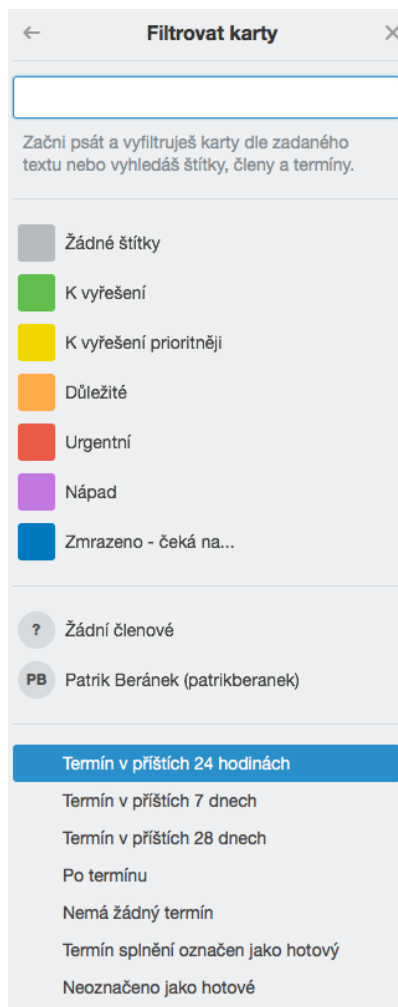 Filtrovat karty
Začni psát a vyfiltruješ karty dle zadaného
textu nebo vyhledáš štítky, členy a termíny.
Žádné štítky
K vyřešení
K vyřešení prioritněji
Důležité
Urgentní
Nápad
Zmrazeno - čeká na...
? Žádní členové
PB Patrik Beránek (patrikberanek)
Termín v příštích 24 hodinách
Termín v příštích 7 dnech
Termín v příštích 28 dnech
Po termínu
Nemá žádný termín
Termín splnění označen jako hotový
Neoznačeno jako hotové